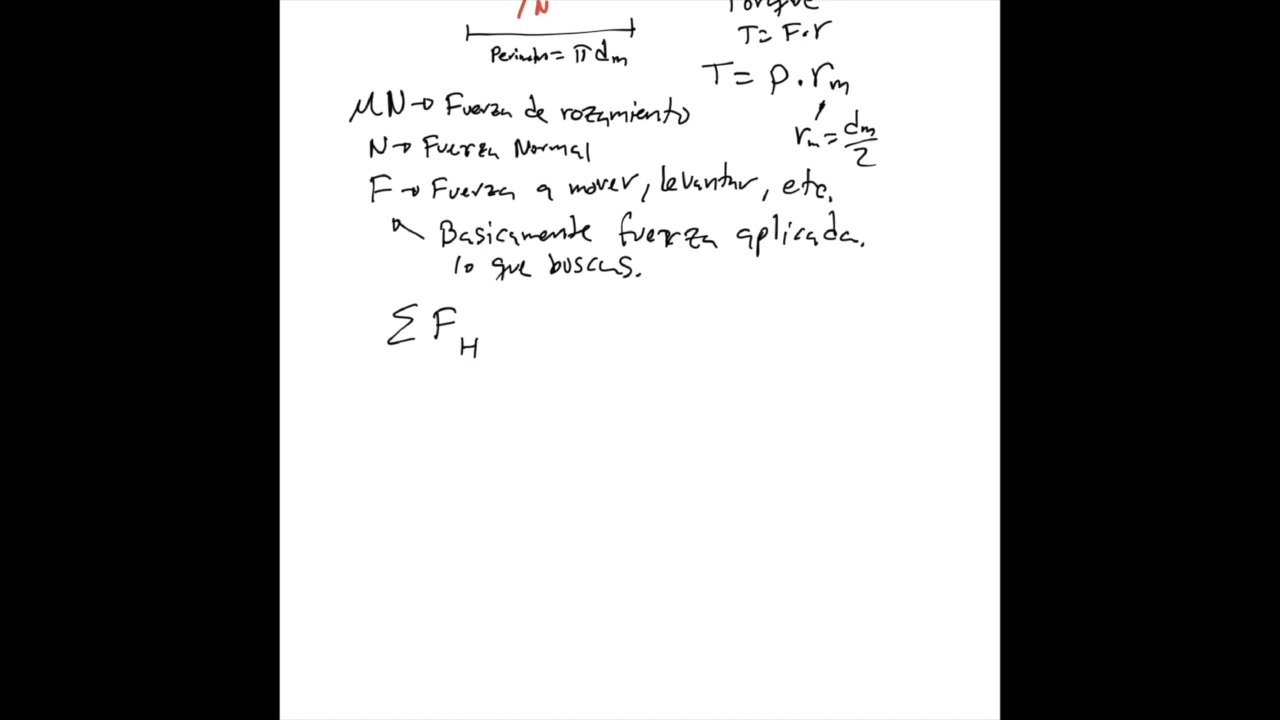 N
Torque
T = F·r
Perimetro = π dm
T = P · rm
rm = dm/2
μN → Fuerza de rozamiento
N → Fuerza Normal
F → Fuerza a mover, levantar, etc.
Basicamente fuerza aplicada.
lo que buscas.
Σ F H